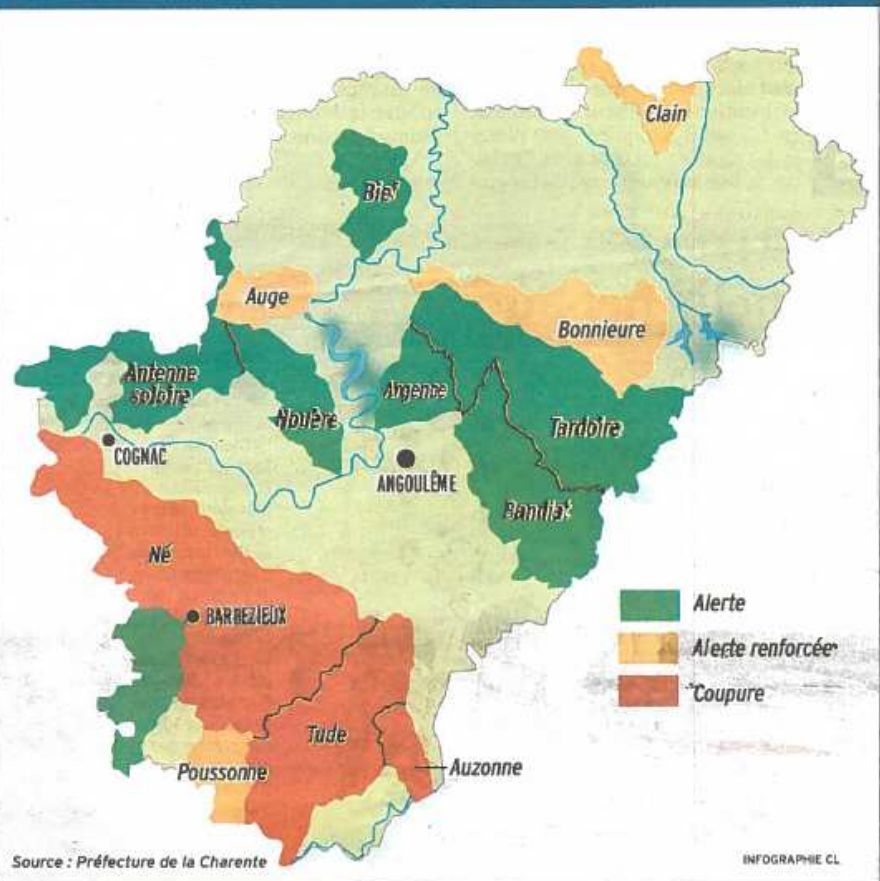 Clain
Bief
Auge
Bonnieure
Antenne
soloire
Nouère
Argence
Tardoire
COGNAC
ANGOULÊME
Bandiat
Né
BARBEZIEUX
Alerte
Alerte renforcée
Coupure
Tude
Poussonne
Auzonne
Source : Préfecture de la Charente
INFOGRAPHIE CL